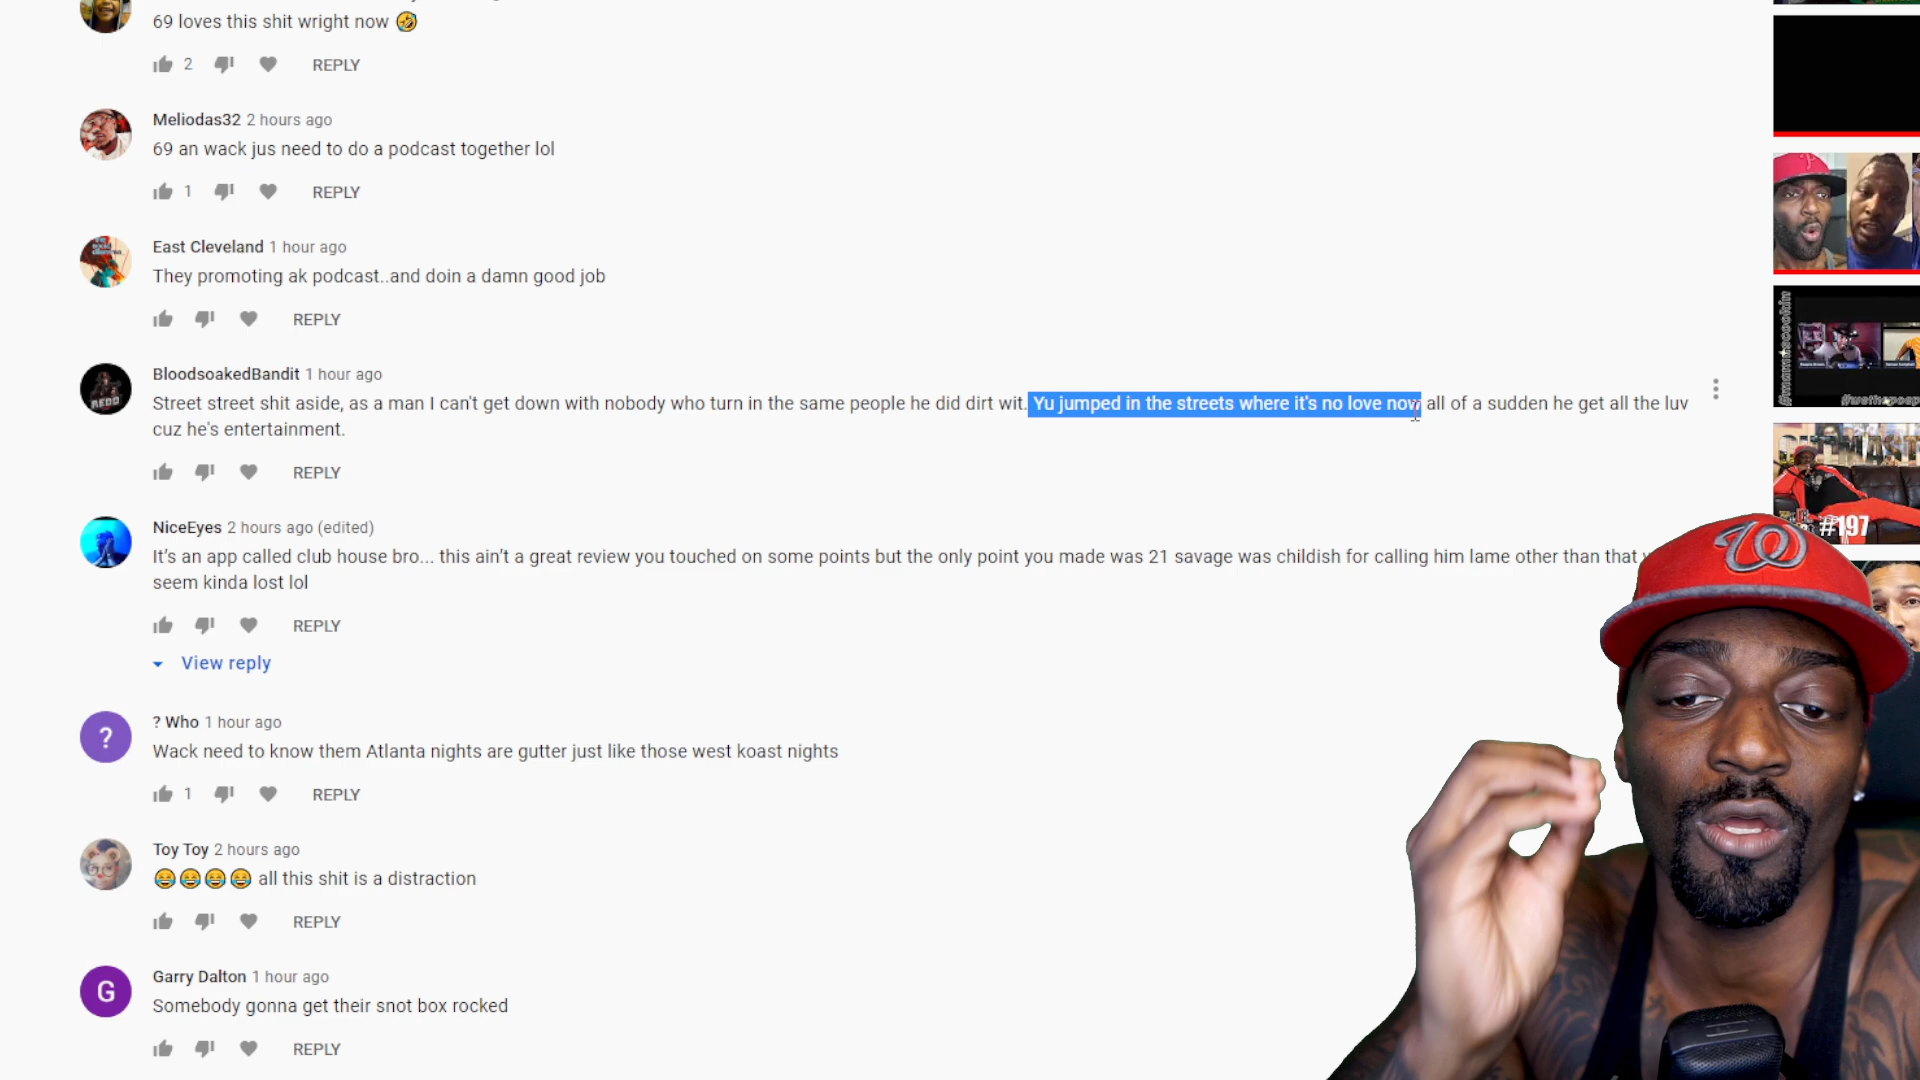 69 loves this shit wright now 🤣
2 REPLY
Meliodas32 2 hours ago
69 an wack jus need to do a podcast together lol
1 REPLY
East Cleveland 1 hour ago
They promoting ak podcast..and doin a damn good job
REPLY
BloodsoakedBandit 1 hour ago
Street street shit aside, as a man I can't get down with nobody who turn in the same people he did dirt wit. Yu jumped in the streets where it's no love now all of a sudden he get all the luv
cuz he's entertainment.
REPLY
NiceEyes 2 hours ago (edited)
It's an app called club house bro... this ain't a great review you touched on some points but the only point you made was 21 savage was childish for calling him lame other than that
seem kinda lost lol
REPLY
View reply
#197
? Who 1 hour ago
?
Wack need to know them Atlanta nights are gutter just like those west koast nights
1 REPLY
Toy Toy 2 hours ago
😂😂😂😂 all this shit is a distraction
REPLY
Garry Dalton 1 hour ago
G
Somebody gonna get their snot box rocked
REPLY